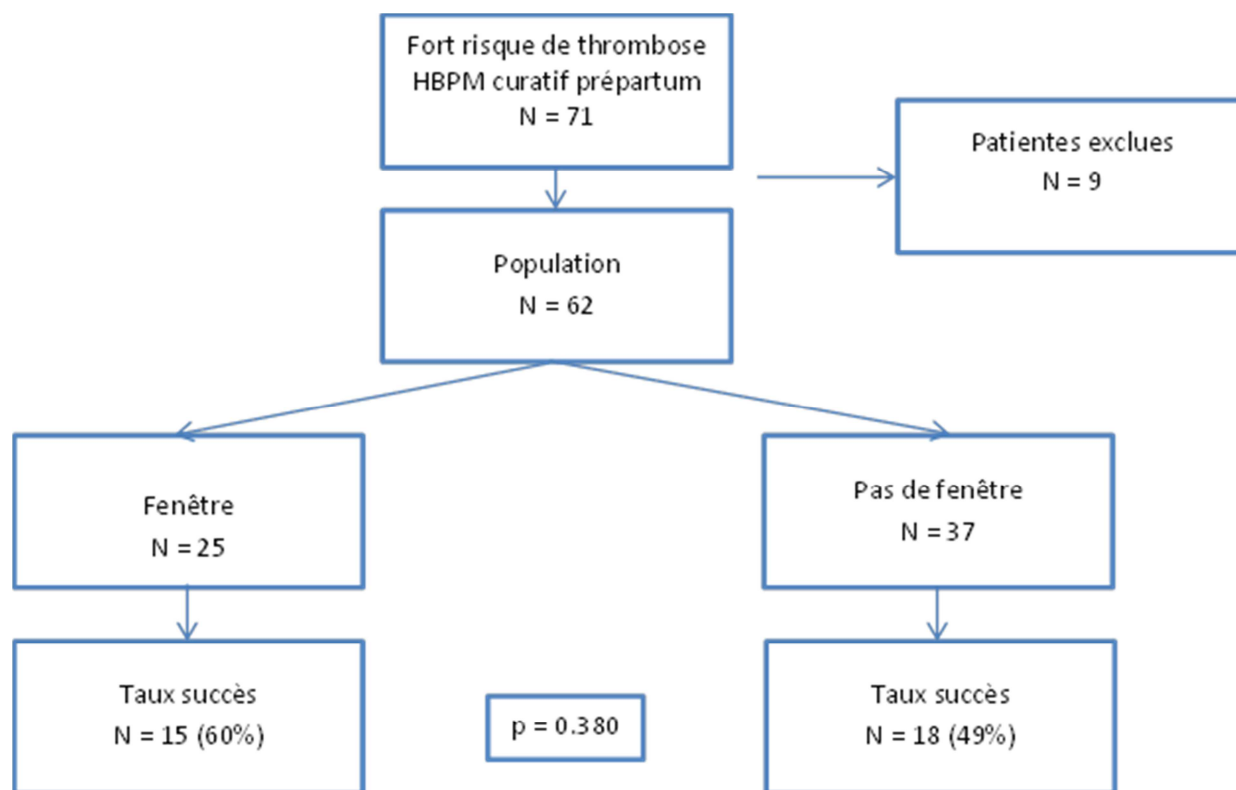 Fort risque de thrombose
HBPM curatif prépartum
N = 71
Patientes exclues
N = 9
Population
N = 62
Fenêtre
N = 25
Pas de fenêtre
N = 37
Taux succès
N = 15 (60%)
p = 0.380
Taux succès
N = 18 (49%)